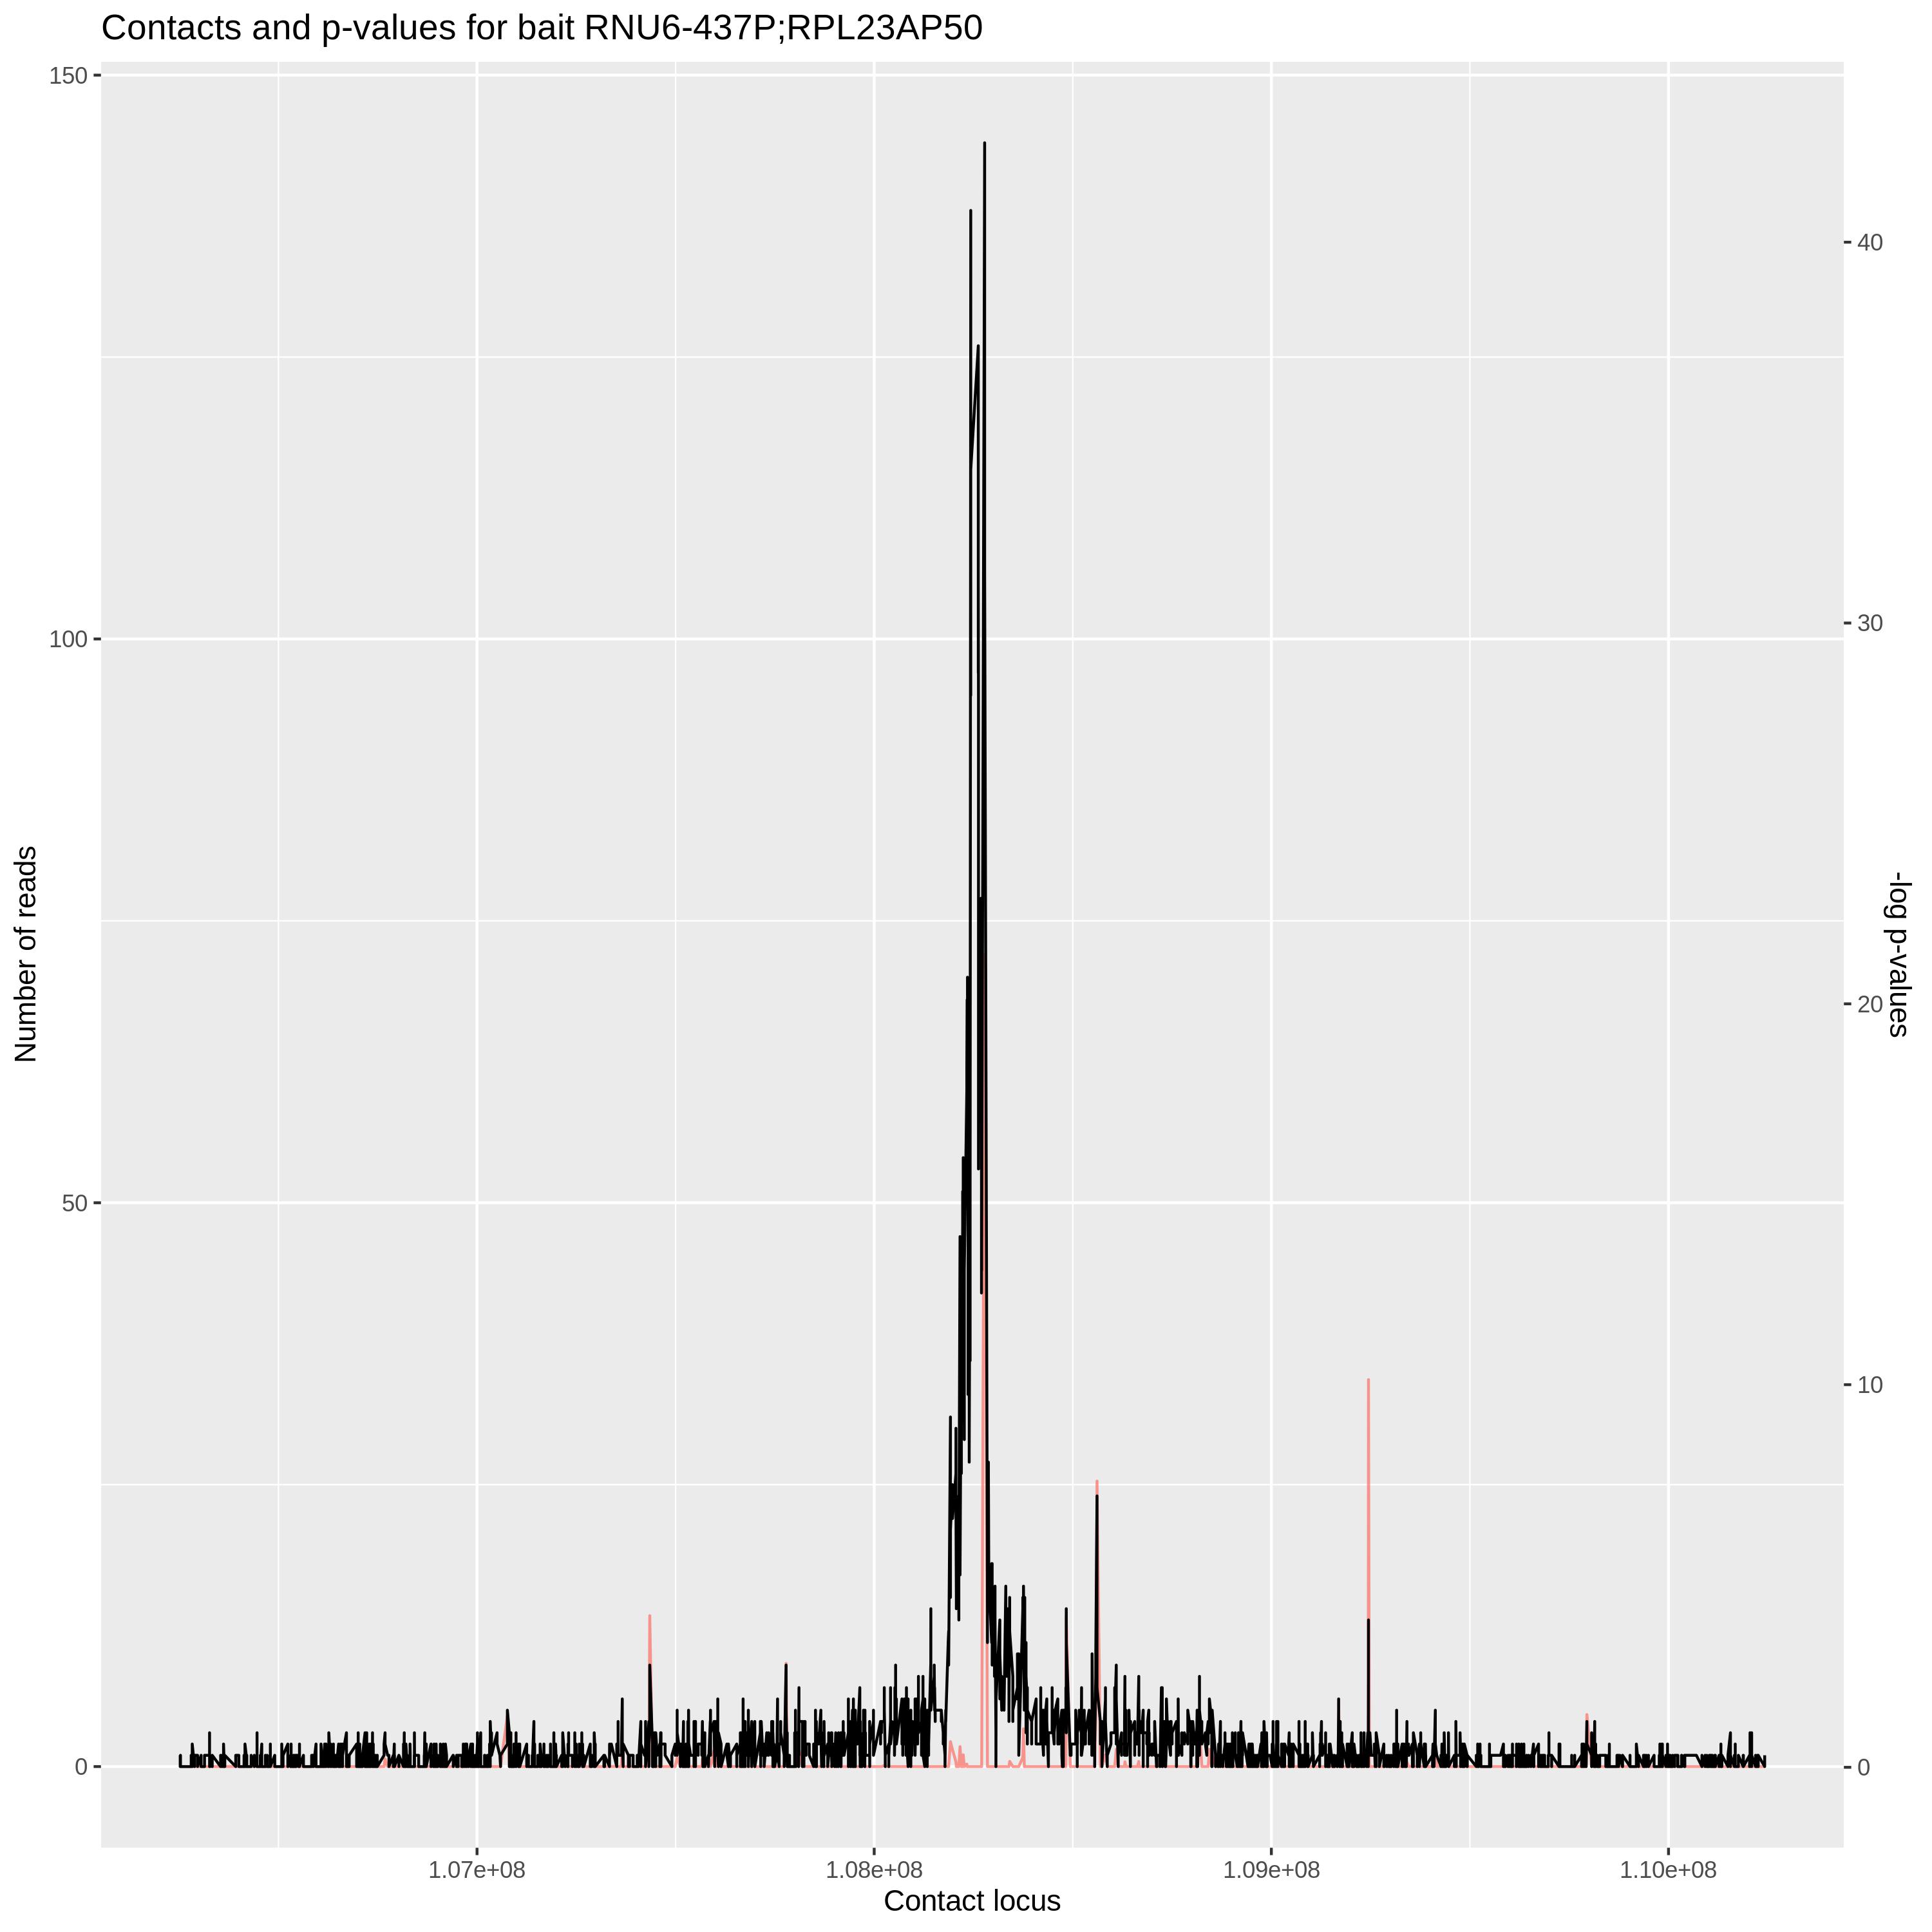 Contacts and p-values for bait RNU6-437P;RPL23AP50
150
100
50
0
Number of reads
40
30
20
10
0
-log p-values
1.07e+08
1.08e+08
1.09e+08
1.10e+08
Contact locus